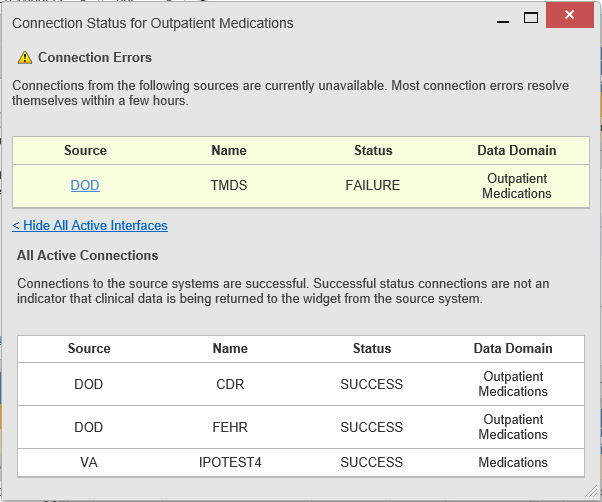 Connection Status for Outpatient Medications
Connection Errors
Connections from the following sources are currently unavailable. Most connection errors resolve
themselves within a few hours.
Source Name Status Data Domain
DOD TMDS FAILURE Outpatient
Medications
< Hide All Active Interfaces
All Active Connections
Connections to the source systems are successful. Successful status connections are not an
indicator that clinical data is being returned to the widget from the source system.
Source Name Status Data Domain
DOD CDR SUCCESS Outpatient
Medications
DOD FEHR SUCCESS Outpatient
Medications
VA IPOTEST4 SUCCESS Medications